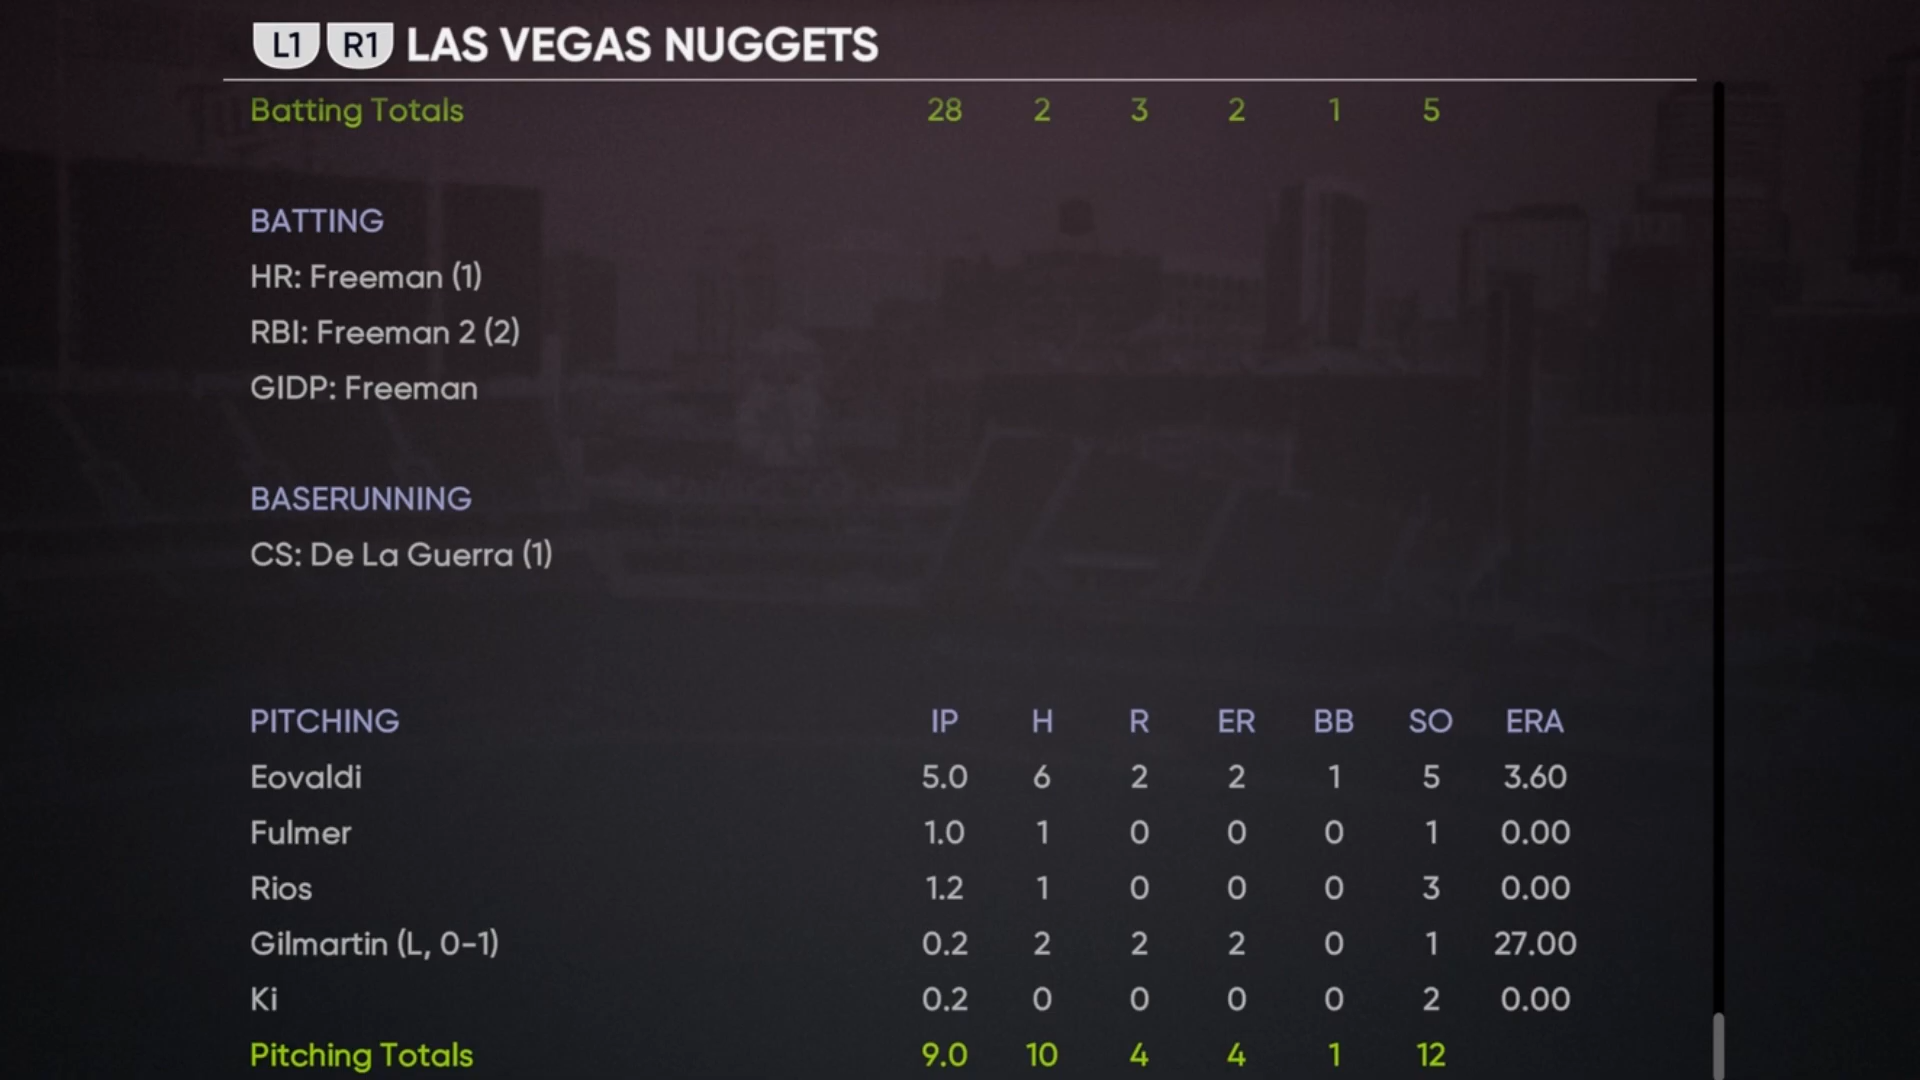 L1 R1 LAS VEGAS NUGGETS
Batting Totals 28 2 3 2 1 5
BATTING
HR: Freeman (1)
RBI: Freeman 2 (2)
GIDP: Freeman
BASERUNNING
CS: De La Guerra (1)
PITCHING IP H R ER BB SO ERA
Eovaldi 5.0 6 2 2 1 5 3.60
Fulmer 1.0 1 0 0 0 1 0.00
Rios 1.2 1 0 0 0 3 0.00
Gilmartin (L, 0-1) 0.2 2 2 2 0 1 27.00
Ki 0.2 0 0 0 0 2 0.00
Pitching Totals 9.0 10 4 4 1 12